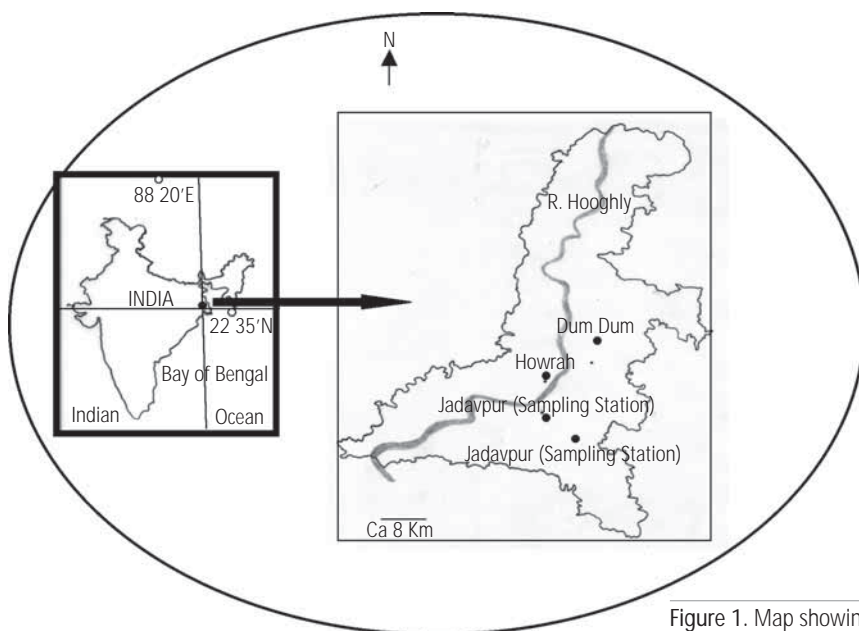 N
88 20'E
INDIA
22 35'N
Bay of Bengal
Indian
Ocean
R. Hooghly
Dum Dum
Howrah
Jadavpur (Sampling Station)
Jadavpur (Sampling Station)
Ca 8 Km
Figure 1. Map showin